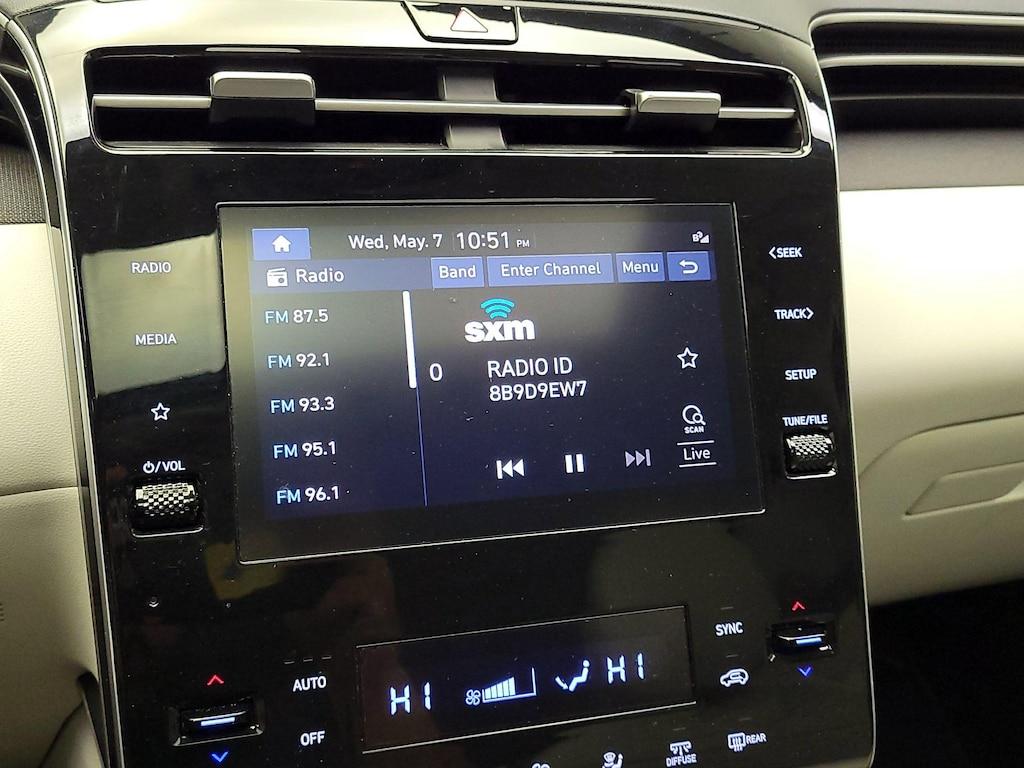 Wed, May. 7 10:51 PM
Radio Band Enter Channel Menu
FM 87.5
FM 92.1
FM 93.3
FM 95.1
FM 96.1
sxm
0 RADIO ID
8B9D9EW7
SCAN
Live
RADIO
MEDIA
VOL
SEEK
TRACK
SETUP
TUNE/FILE
AUTO
OFF
HI
HI
SYNC
DIFFUSE
REAR